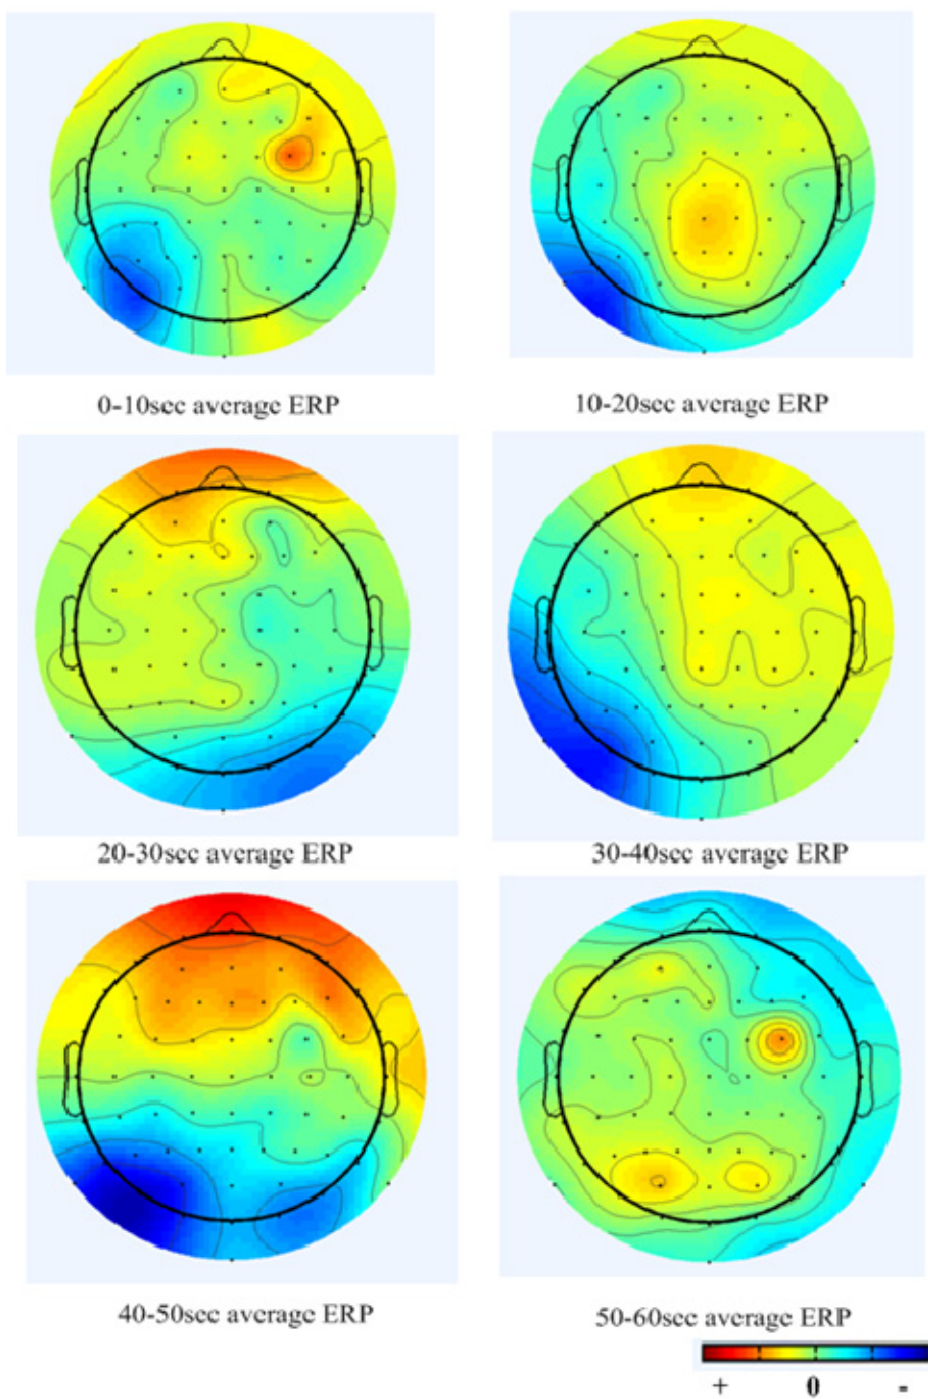 0-10sec average ERP
10-20sec average ERP
20-30sec average ERP
30-40sec average ERP
40-50sec average ERP
50-60sec average ERP
+ 0 -